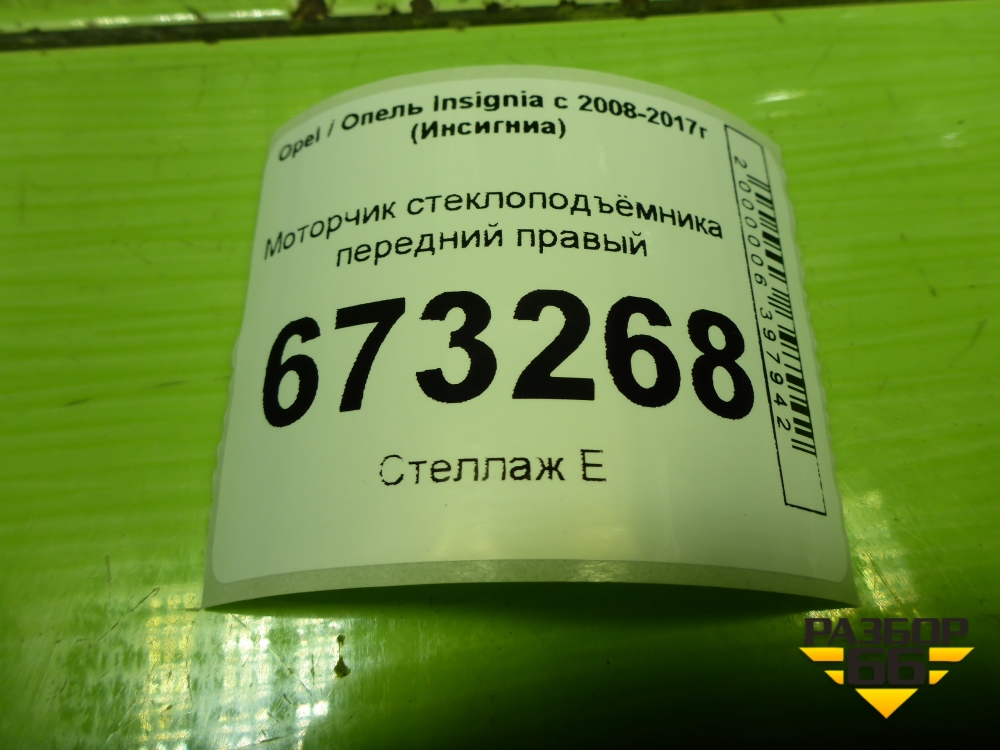 Opel / Опель Insignia с 2008-2017г
(Инсигниа)
Моторчик стеклоподъёмника
передний правый
673268
Стеллаж Е
2000006397942
РАЗБОР
66